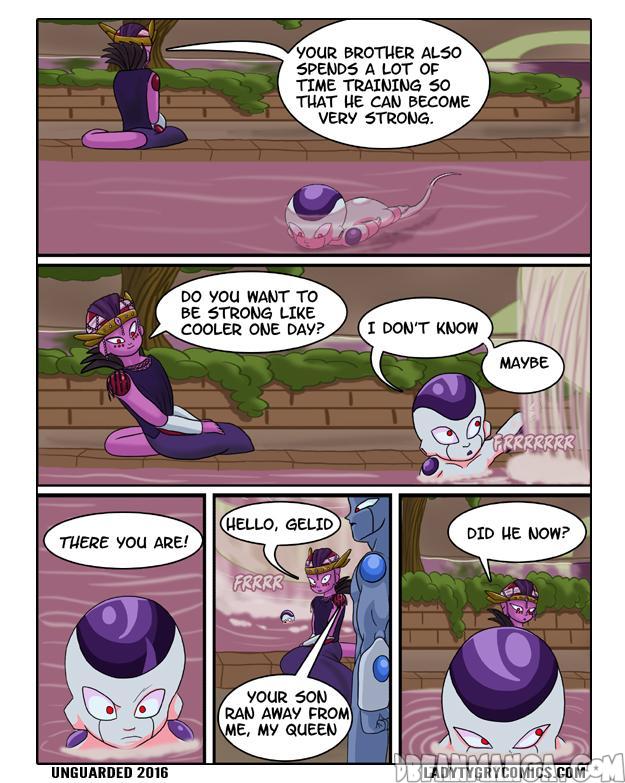 YOUR BROTHER ALSO
SPENDS A LOT OF
TIME TRAINING SO
THAT HE CAN BECOME
VERY STRONG.
DO YOU WANT TO
BE STRONG LIKE
COOLER ONE DAY?
I DON'T KNOW
MAYBE
FRRRRRRR
THERE YOU ARE!
HELLO, GELID
FRRRR
YOUR SON
RAN AWAY FROM
ME, MY QUEEN
DID HE NOW?
UNGUARDED 2016
LADYTYGRYCOMICS.COM
DBFANMANGA.COM